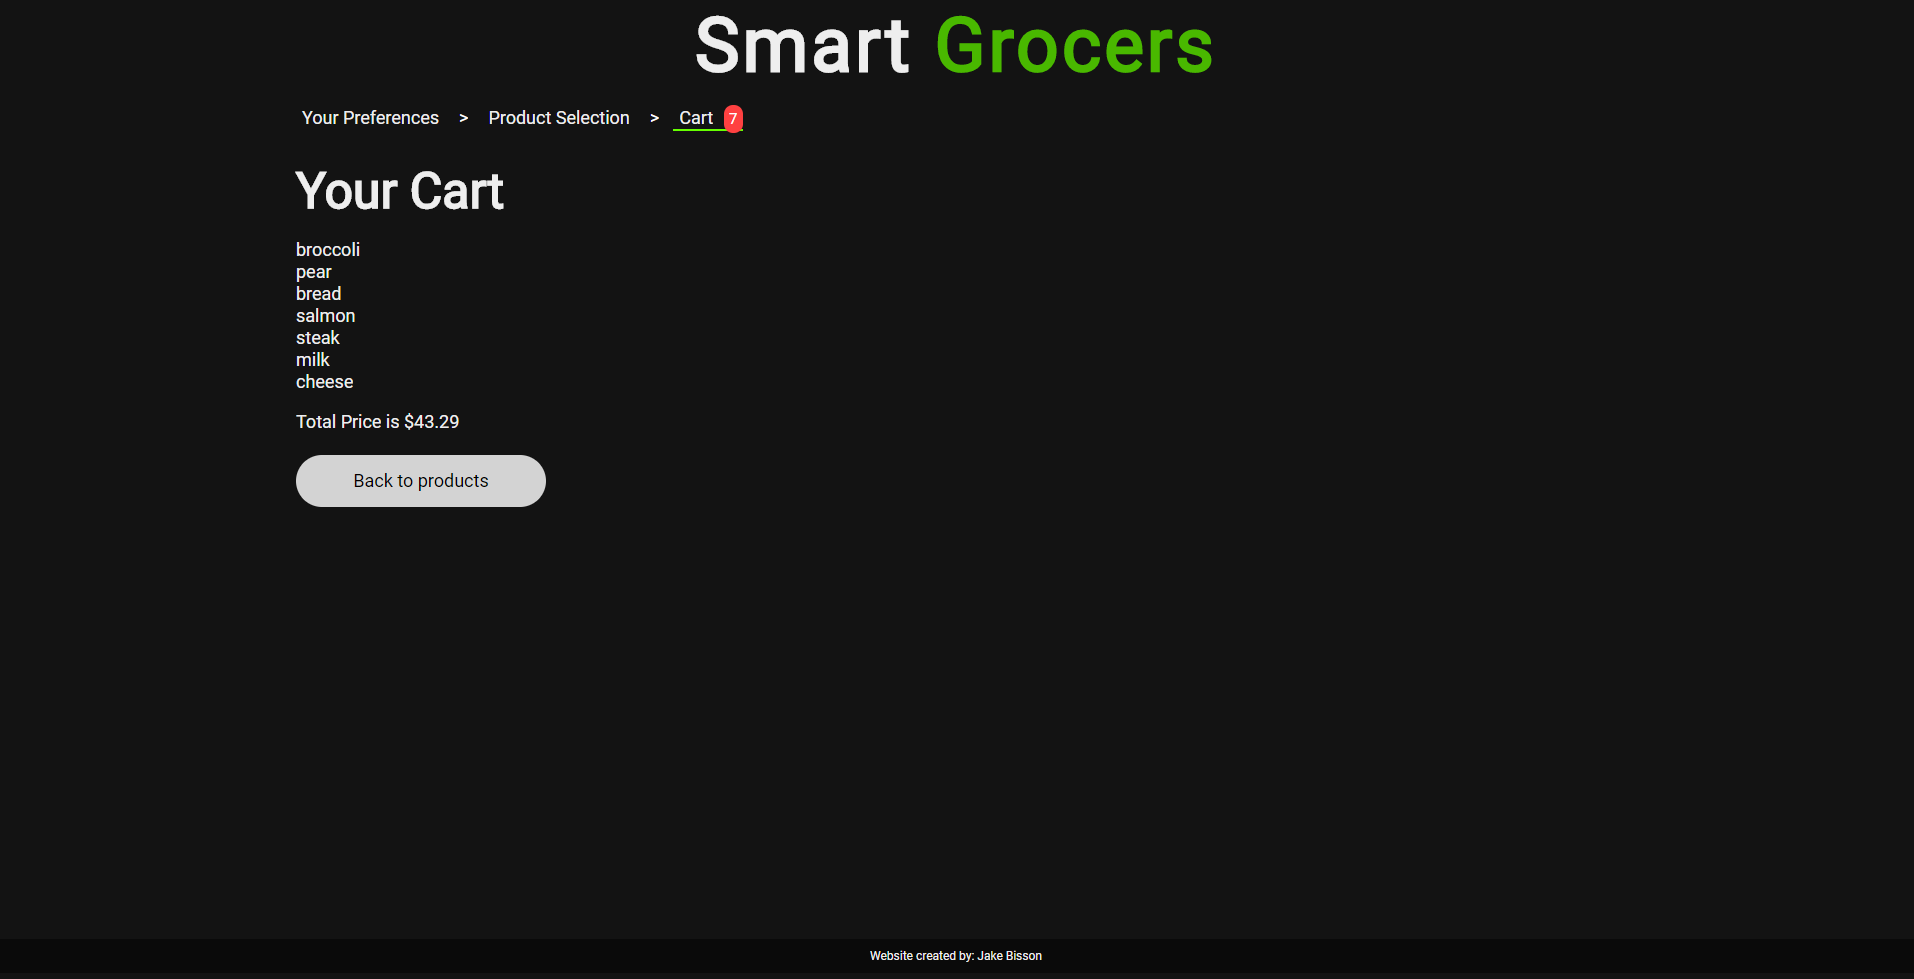 Smart Grocers
Your Preferences > Product Selection > Cart 7
Your Cart
broccoli
pear
bread
salmon
steak
milk
cheese
Total Price is $43.29
Back to products
Website created by: Jake Bisson